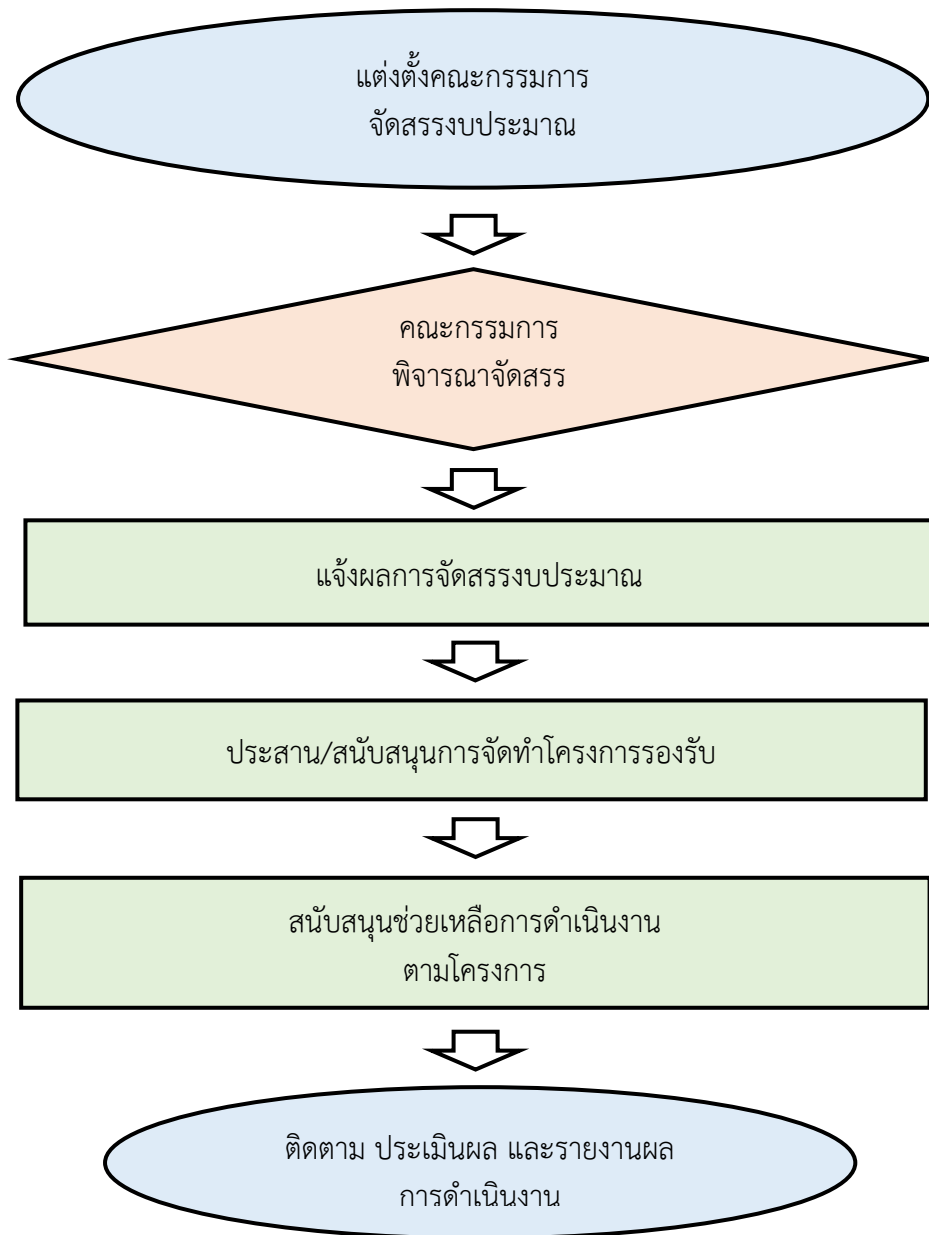 แต่งตั้งคณะกรรมการ
จัดสรรงบประมาณ
คณะกรรมการ
พิจารณาจัดสรร
แจ้งผลการจัดสรรงบประมาณ
ประสาน/สนับสนุนการจัดทำโครงการรองรับ
สนับสนุนช่วยเหลือการดำเนินงาน
ตามโครงการ
ติดตาม ประเมินผล และรายงานผล
การดำเนินงาน